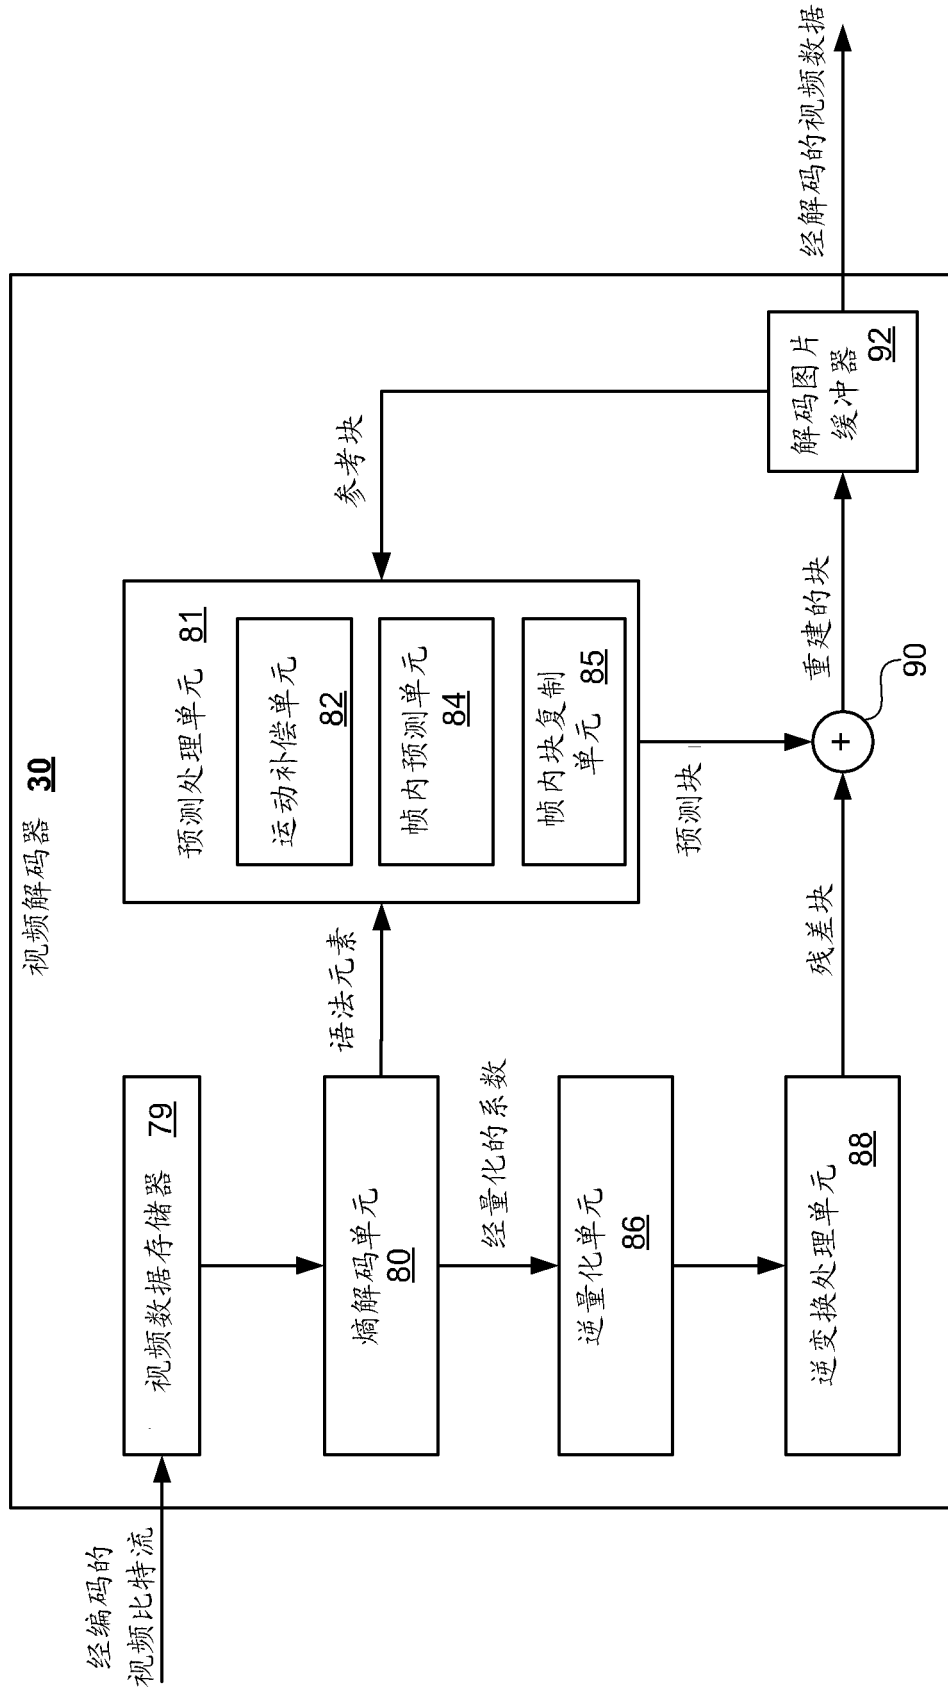 视频解码器 30
经编码的
视频比特流
视频数据存储器 79
语法元素
熵解码单元
80
经量化的系数
逆量化单元
86
逆变换处理单元
88
残差块
预测处理单元 81
运动补偿单元
82
帧内预测单元
84
帧内块复制
单元 85
预测块
参考块
+
90
重建的块
解码图片
缓冲器
92
经解码的视频数据